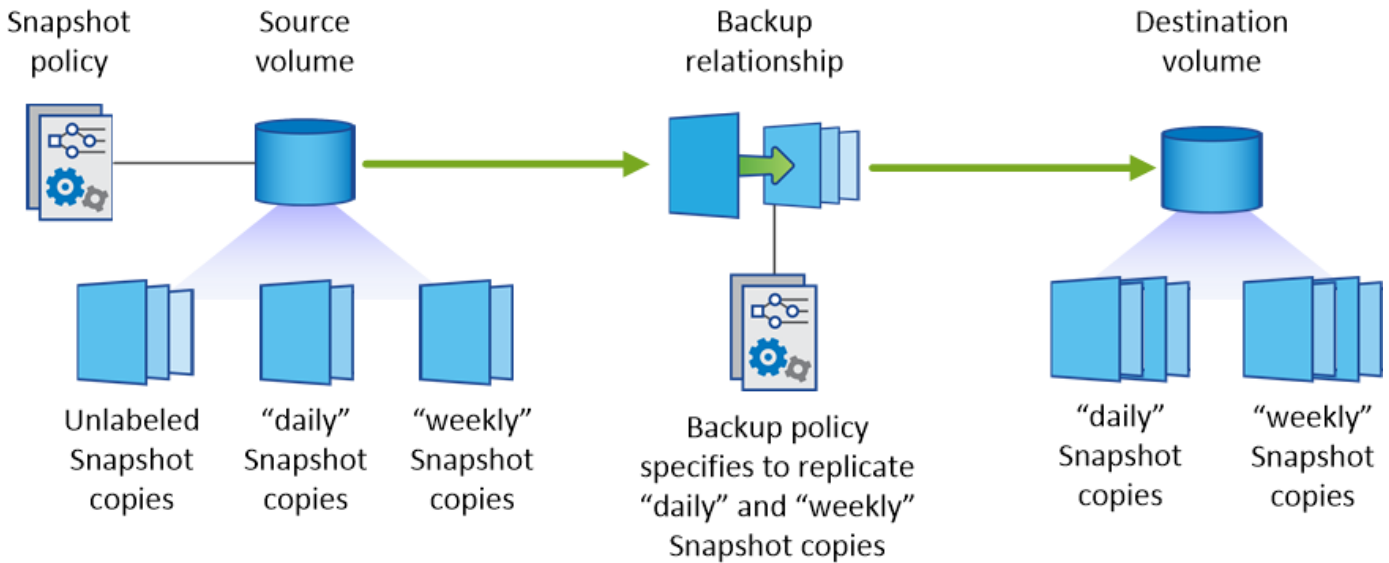 Snapshot
policy
Source
volume
Backup
relationship
Destination
volume
Unlabeled
Snapshot
copies
“daily”
Snapshot
copies
“weekly”
Snapshot
copies
Backup policy
specifies to replicate
“daily” and “weekly”
Snapshot copies
“daily”
Snapshot
copies
“weekly”
Snapshot
copies